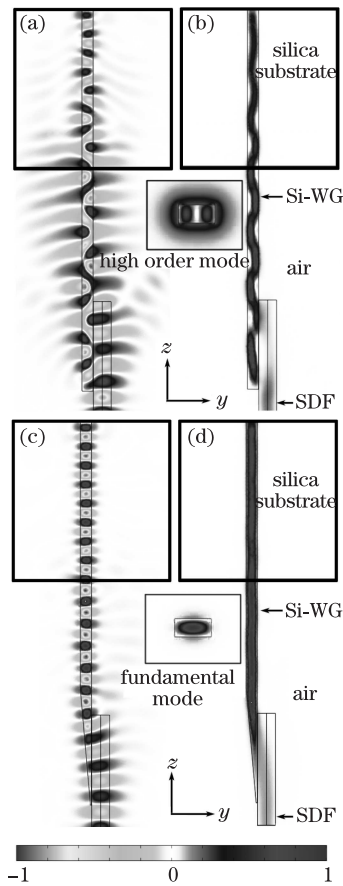 (a)
(b)
silica
substrate
Si-WG
high order mode
air
z
y
SDF
(c)
(d)
silica
substrate
Si-WG
fundamental
mode
air
z
y
SDF
−1
0
1